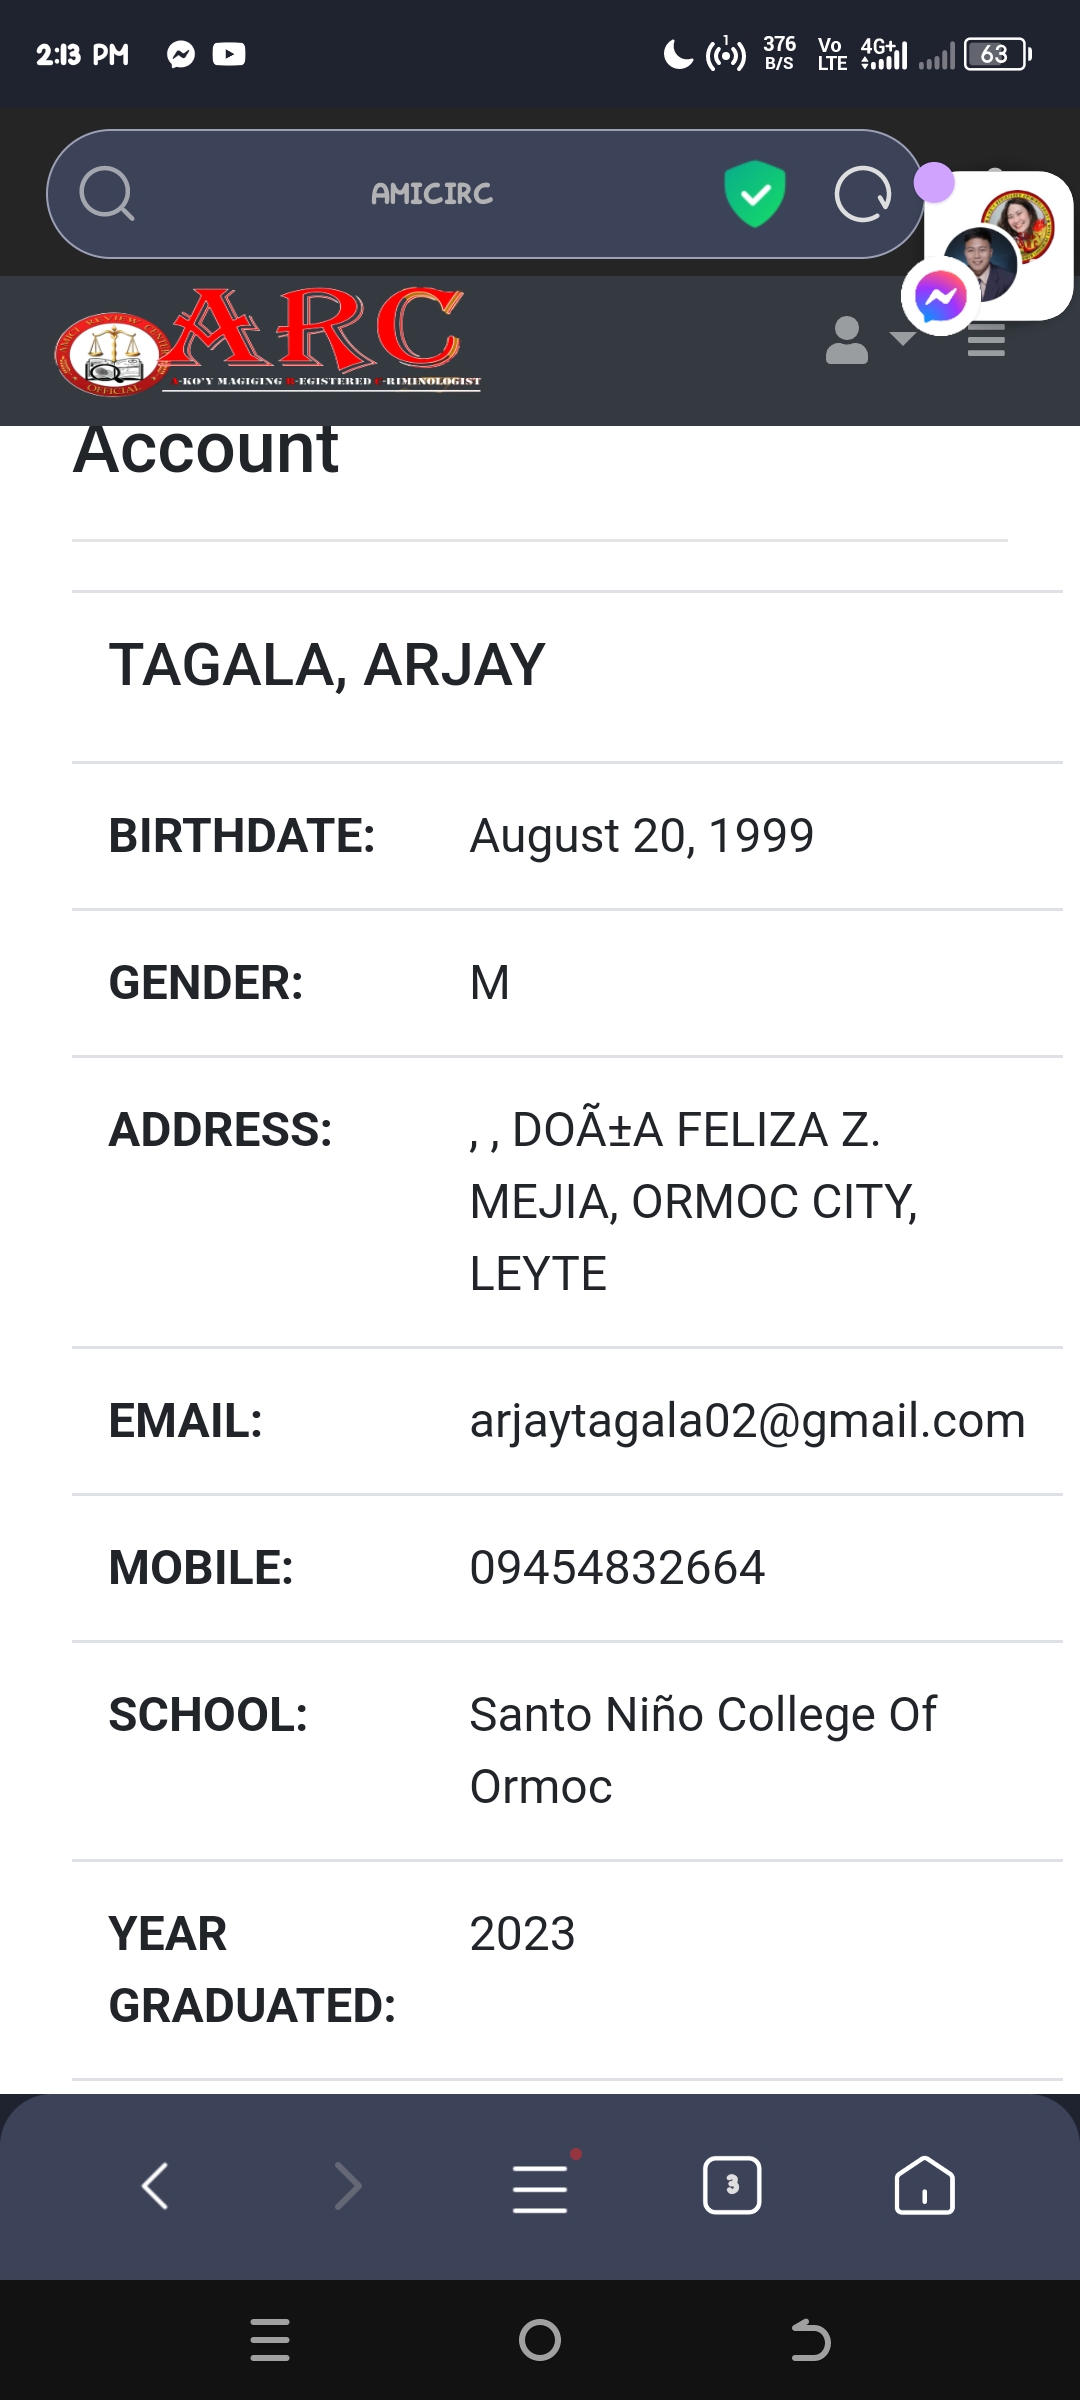 2:13 PM
1
376 B/S
Vo LTE
4G+
63
AMICIRC
ARC
A-KO'Y MAGIGING R-EGISTERED C-RIMINOLOGIST
OFFICIAL
Account
TAGALA, ARJAY
BIRTHDATE: August 20, 1999
GENDER: M
ADDRESS: , , DOÃ±A FELIZA Z.
MEJIA, ORMOC CITY,
LEYTE
EMAIL: arjaytagala02@gmail.com
MOBILE: 09454832664
SCHOOL: Santo Niño College Of
Ormoc
YEAR 2023
GRADUATED:
3